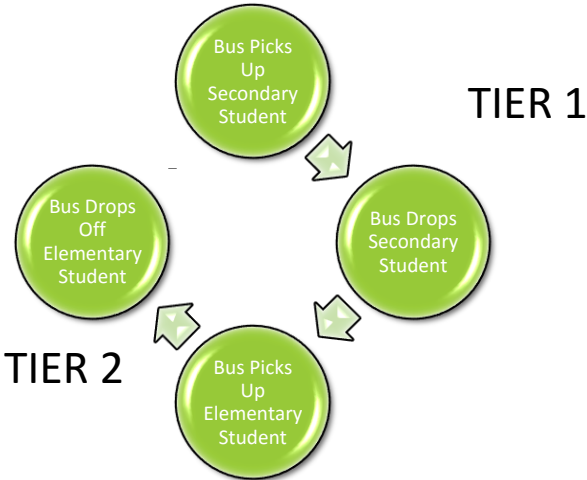 Bus Picks
Up
Secondary
Student
TIER 1
Bus Drops
Secondary
Student
Bus Picks
Up
Elementary
Student
TIER 2
Bus Drops
Off
Elementary
Student